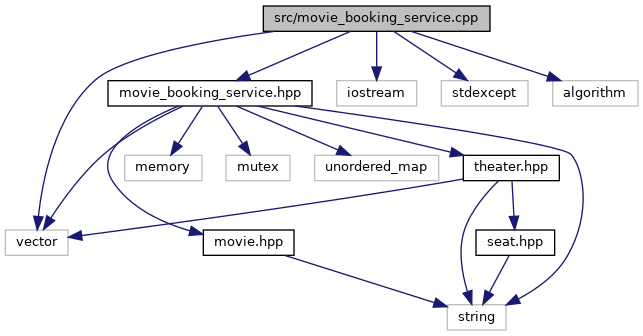 src/movie_booking_service.cpp
movie_booking_service.hpp
iostream
stdexcept
algorithm
memory
mutex
unordered_map
theater.hpp
vector
movie.hpp
seat.hpp
string